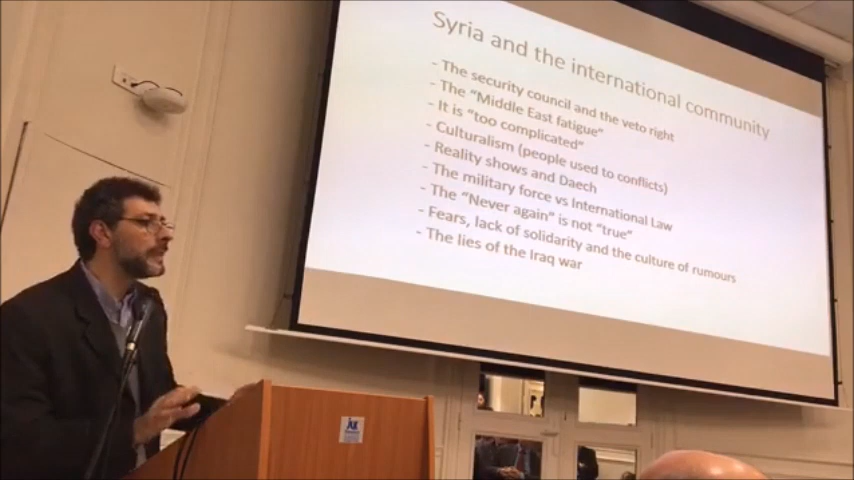 Syria and the international community
- The security council and the veto right
- The "Middle East fatigue"
- It is "too complicated"
- Culturalism (people used to conflicts)
- Reality shows and Daech
- The military force vs International Law
- The "Never again" is not "true"
- Fears, lack of solidarity and the culture of rumours
- The lies of the Iraq war